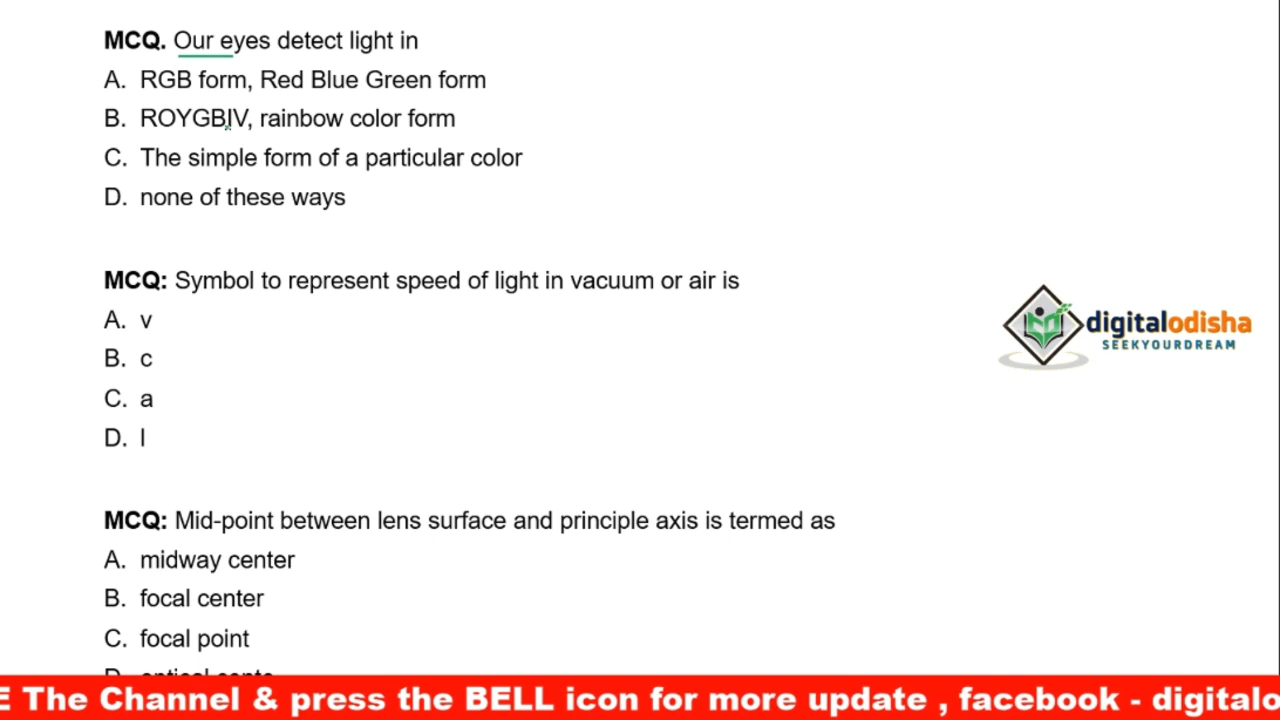 MCQ. Our eyes detect light in
A. RGB form, Red Blue Green form
B. ROYGBIV, rainbow color form
C. The simple form of a particular color
D. none of these ways
MCQ: Symbol to represent speed of light in vacuum or air is
A. v
B. c
C. a
D. l
digitalodisha
SEEKYOURDREAM
MCQ: Mid-point between lens surface and principle axis is termed as
A. midway center
B. focal center
C. focal point
D. optical cente
E The Channel & press the BELL icon for more update , facebook - digitalo